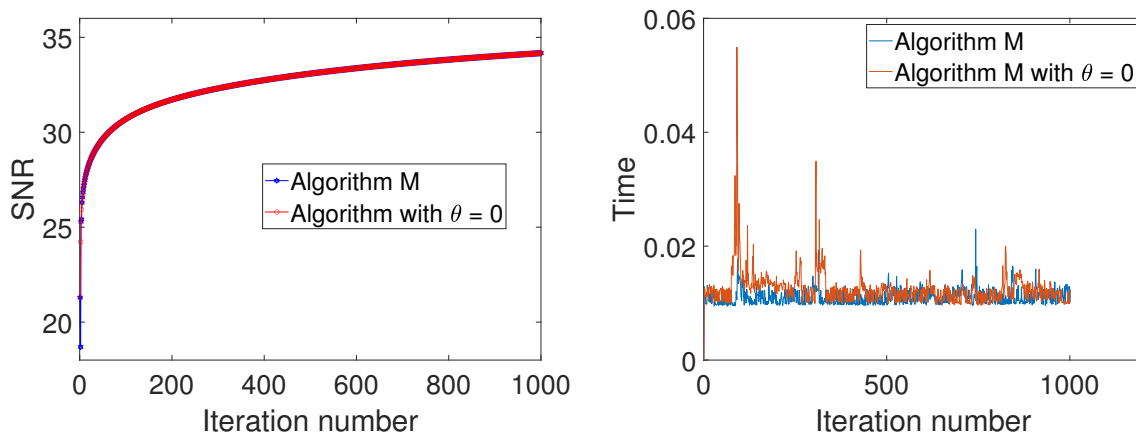 35
30
25
20
SNR
0
200
400
600
800
1000
Iteration number
Algorithm M
Algorithm with θ = 0
0.06
0.04
0.02
0
Time
0
500
1000
Iteration number
Algorithm M
Algorithm M with θ = 0